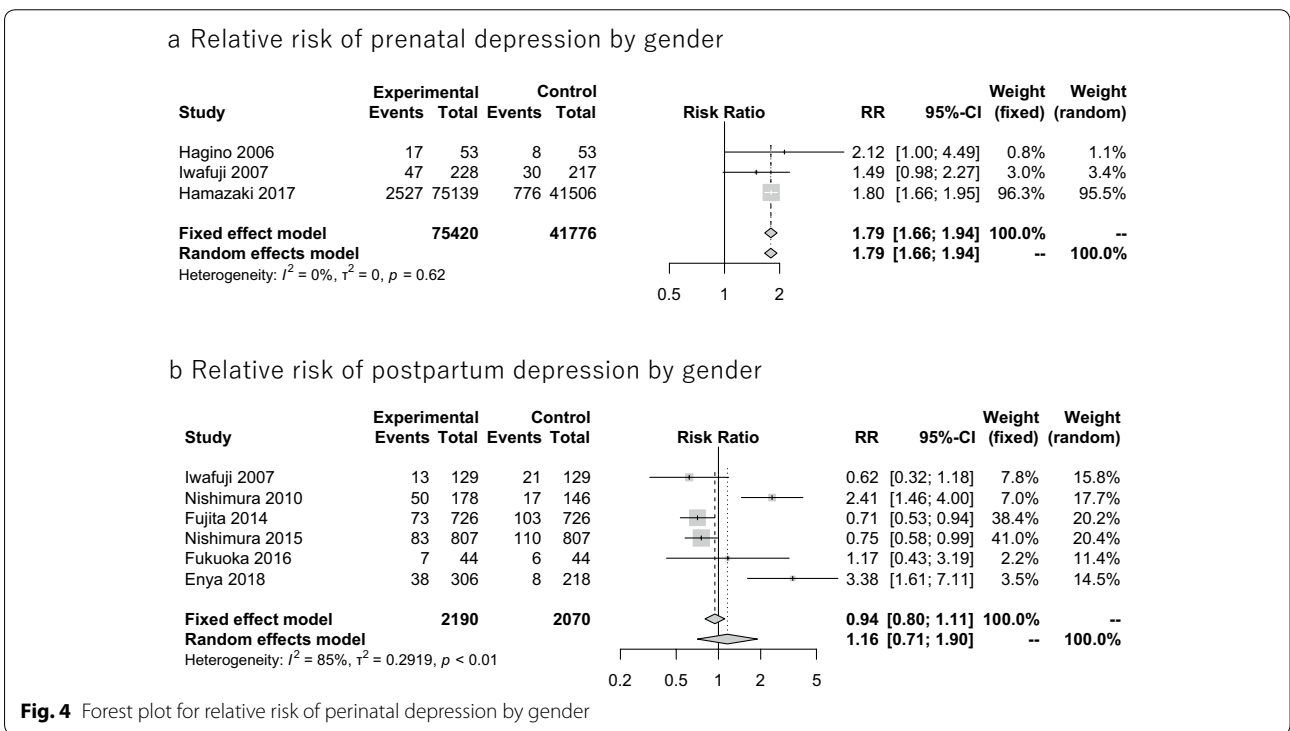 a Relative risk of prenatal depression by gender
Experimental Control Weight Weight
Study Events Total Events Total Risk Ratio RR 95%-CI (fixed) (random)
Hagino 2006 17 53 8 53 2.12 [1.00; 4.49] 0.8% 1.1%
Iwafuji 2007 47 228 30 217 1.49 [0.98; 2.27] 3.0% 3.4%
Hamazaki 2017 2527 75139 776 41506 1.80 [1.66; 1.95] 96.3% 95.5%
Fixed effect model 75420 41776 1.79 [1.66; 1.94] 100.0% --
Random effects model 1.79 [1.66; 1.94] -- 100.0%
Heterogeneity: I² = 0%, τ² = 0, p = 0.62
0.5 1 2
b Relative risk of postpartum depression by gender
Experimental Control Weight Weight
Study Events Total Events Total Risk Ratio RR 95%-CI (fixed) (random)
Iwafuji 2007 13 129 21 129 0.62 [0.32; 1.18] 7.8% 15.8%
Nishimura 2010 50 178 17 146 2.41 [1.46; 4.00] 7.0% 17.7%
Fujita 2014 73 726 103 726 0.71 [0.53; 0.94] 38.4% 20.2%
Nishimura 2015 83 807 110 807 0.75 [0.58; 0.99] 41.0% 20.4%
Fukuoka 2016 7 44 6 44 1.17 [0.43; 3.19] 2.2% 11.4%
Enya 2018 38 306 8 218 3.38 [1.61; 7.11] 3.5% 14.5%
Fixed effect model 2190 2070 0.94 [0.80; 1.11] 100.0% --
Random effects model 1.16 [0.71; 1.90] -- 100.0%
Heterogeneity: I² = 85%, τ² = 0.2919, p < 0.01
0.2 0.5 1 2 5
Fig. 4 Forest plot for relative risk of perinatal depression by gender